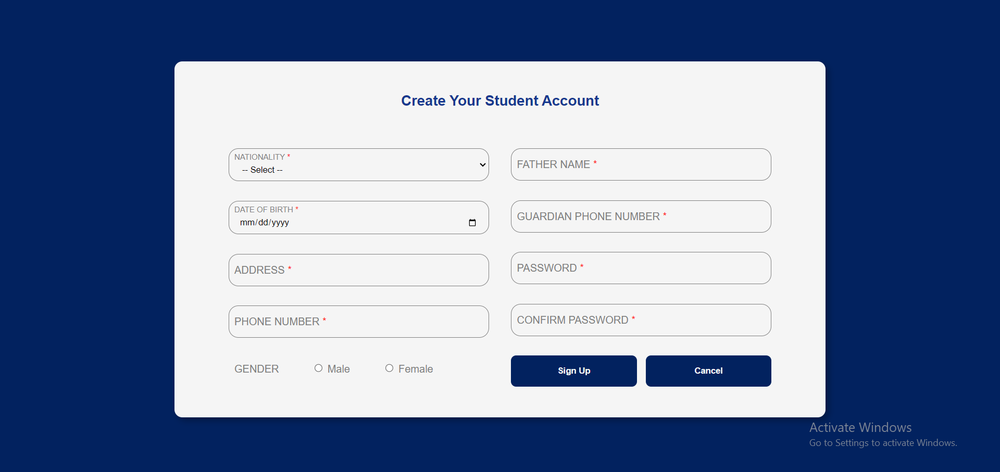 Create Your Student Account
NATIONALITY *
-- Select --
FATHER NAME *
DATE OF BIRTH *
mm/dd/yyyy
GUARDIAN PHONE NUMBER *
ADDRESS *
PASSWORD *
PHONE NUMBER *
CONFIRM PASSWORD *
GENDER Male Female
Sign Up Cancel
Activate Windows
Go to Settings to activate Windows.